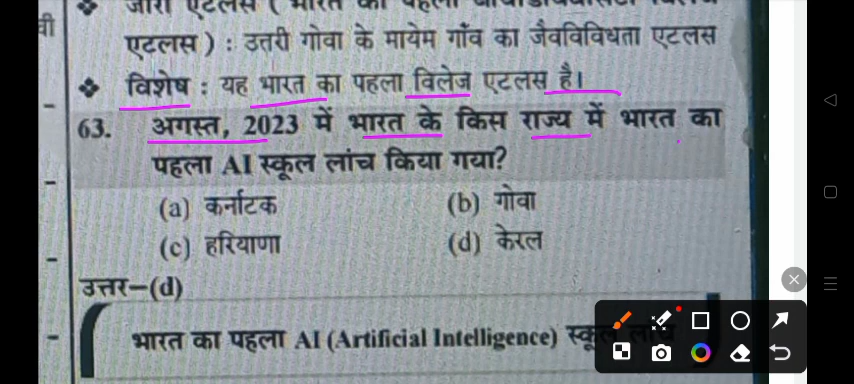 एटलस) : उत्तरी गोवा के मायेम गाँव का जैवविविधता एटलस
❖ विशेष : यह भारत का पहला विलेज एटलस है।
63. अगस्त, 2023 में भारत के किस राज्य में भारत का
पहला AI स्कूल लांच किया गया?
(a) कर्नाटक (b) गोवा
(c) हरियाणा (d) केरल
उत्तर–(d)
भारत का पहला AI (Artificial Intelligence) स्कूल